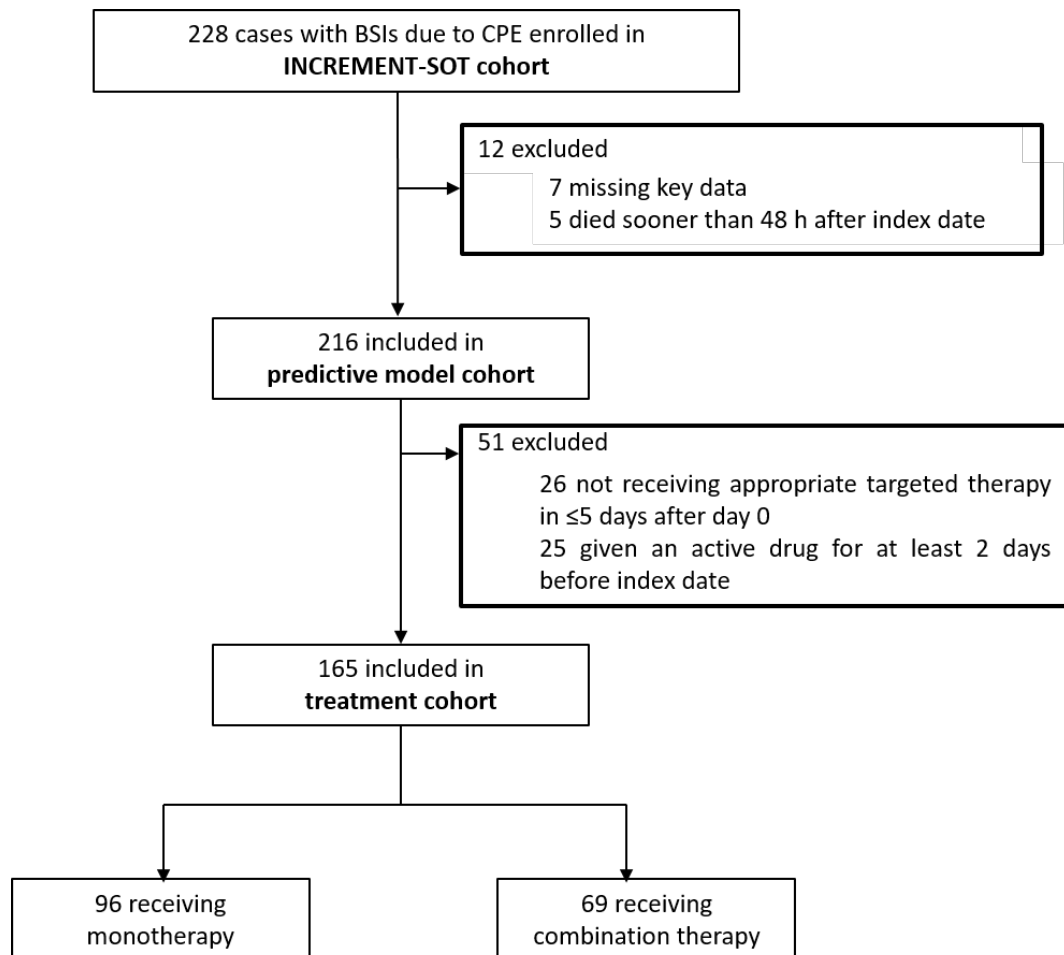 228 cases with BSIs due to CPE enrolled in
INCREMENT-SOT cohort
12 excluded
7 missing key data
5 died sooner than 48 h after index date
216 included in
predictive model cohort
51 excluded
26 not receiving appropriate targeted therapy
in ≤5 days after day 0
25 given an active drug for at least 2 days
before index date
165 included in
treatment cohort
96 receiving
monotherapy
69 receiving
combination therapy